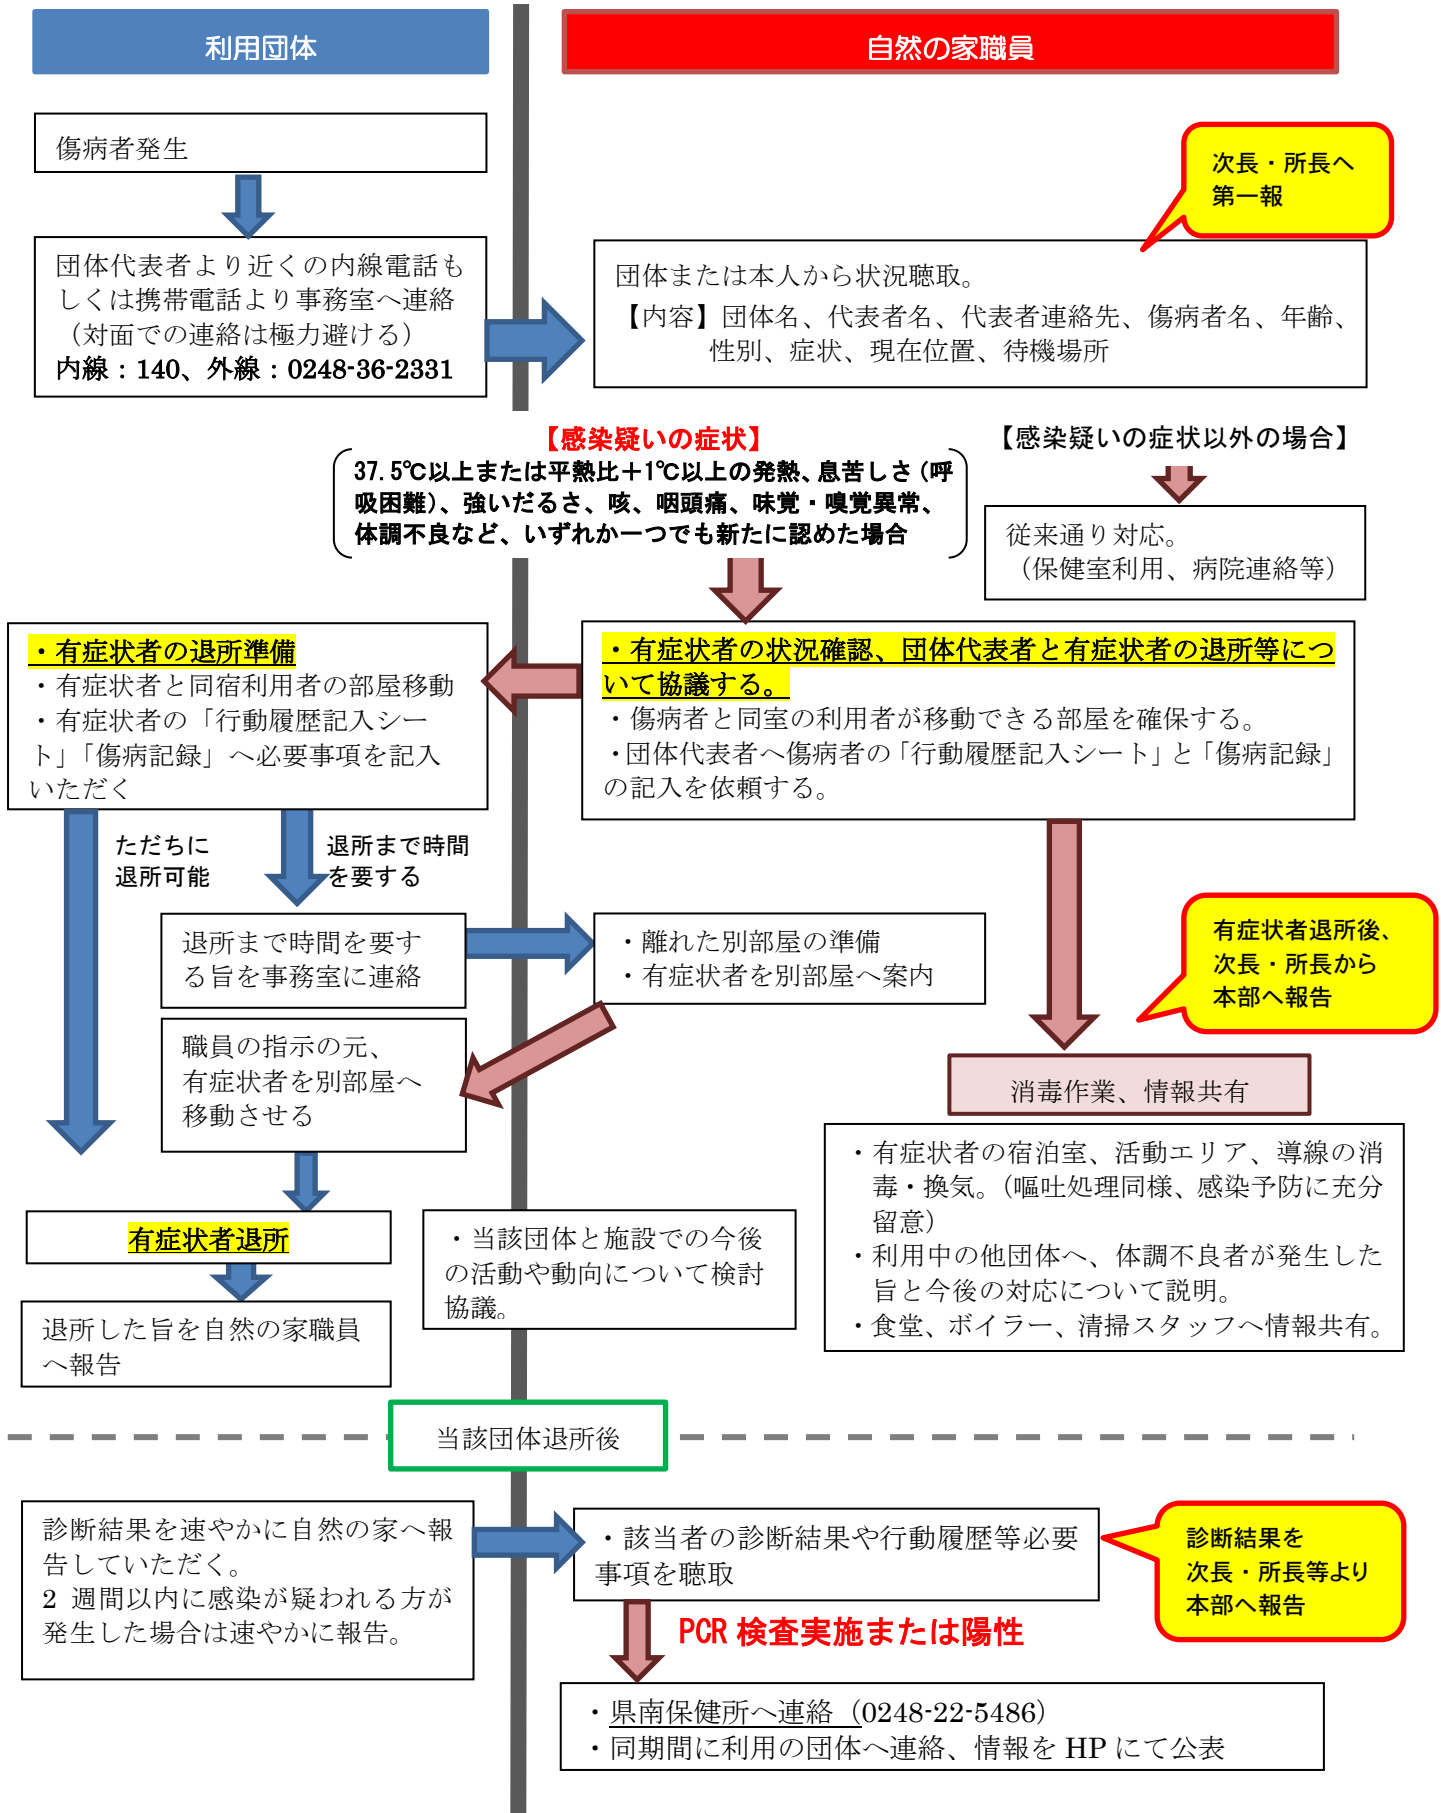 利用団体
自然の家職員
傷病者発生
次長・所長へ
第一報
団体代表者より近くの内線電話も
しくは携帯電話より事務室へ連絡
（対面での連絡は極力避ける）
内線：140、外線：0248-36-2331
団体または本人から状況聴取。
【内容】団体名、代表者名、代表者連絡先、傷病者名、年齢、
性別、症状、現在位置、待機場所
【感染疑いの症状】
37.5℃以上または平熱比＋1℃以上の発熱、息苦しさ（呼
吸困難）、強いだるさ、咳、咽頭痛、味覚・嗅覚異常、
体調不良など、いずれか一つでも新たに認めた場合
【感染疑いの症状以外の場合】
従来通り対応。
（保健室利用、病院連絡等）
・有症状者の退所準備
・有症状者と同宿利用者の部屋移動
・有症状者の「行動履歴記入シー
ト」「傷病記録」へ必要事項を記入
いただく
・有症状者の状況確認、団体代表者と有症状者の退所等につ
いて協議する。
・傷病者と同室の利用者が移動できる部屋を確保する。
・団体代表者へ傷病者の「行動履歴記入シート」と「傷病記録」
の記入を依頼する。
ただちに
退所可能
退所まで時間
を要する
退所まで時間を要す
る旨を事務室に連絡
・離れた別部屋の準備
・有症状者を別部屋へ案内
有症状者退所後、
次長・所長から
本部へ報告
職員の指示の元、
有症状者を別部屋へ
移動させる
消毒作業、情報共有
・有症状者の宿泊室、活動エリア、導線の消
毒・換気。（嘔吐処理同様、感染予防に充分
留意）
・利用中の他団体へ、体調不良者が発生した
旨と今後の対応について説明。
・食堂、ボイラー、清掃スタッフへ情報共有。
有症状者退所
・当該団体と施設での今後
の活動や動向について検討
協議。
退所した旨を自然の家職員
へ報告
当該団体退所後
診断結果を速やかに自然の家へ報
告していただく。
2 週間以内に感染が疑われる方が
発生した場合は速やかに報告。
・該当者の診断結果や行動履歴等必要
事項を聴取
診断結果を
次長・所長等より
本部へ報告
PCR 検査実施または陽性
・県南保健所へ連絡（0248-22-5486）
・同期間に利用の団体へ連絡、情報を HP にて公表